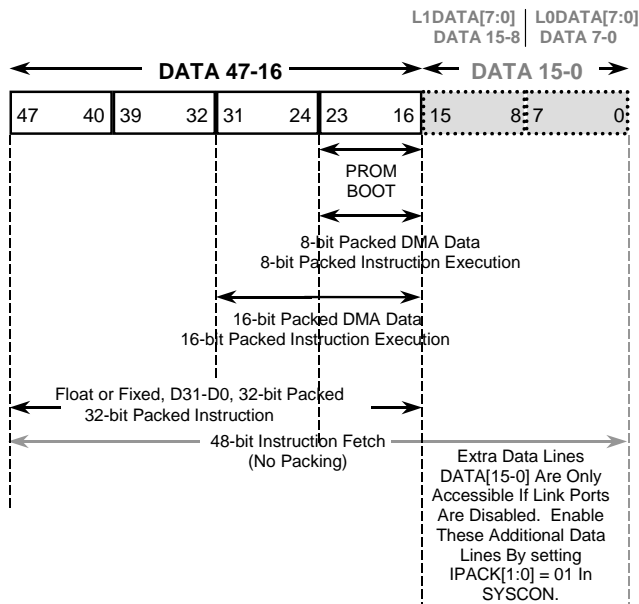 L1DATA[7:0] L0DATA[7:0]
DATA 15-8 DATA 7-0
DATA 47-16 DATA 15-0
47 40 39 32 31 24 23 16 15 8 7 0
PROM
BOOT
8-bit Packed DMA Data
8-bit Packed Instruction Execution
16-bit Packed DMA Data
16-bit Packed Instruction Execution
Float or Fixed, D31-D0, 32-bit Packed
32-bit Packed Instruction
48-bit Instruction Fetch
(No Packing)
Extra Data Lines
DATA[15-0] Are Only
Accessible If Link Ports
Are Disabled. Enable
These Additional Data
Lines By setting
IPACK[1:0] = 01 In
SYSCON.